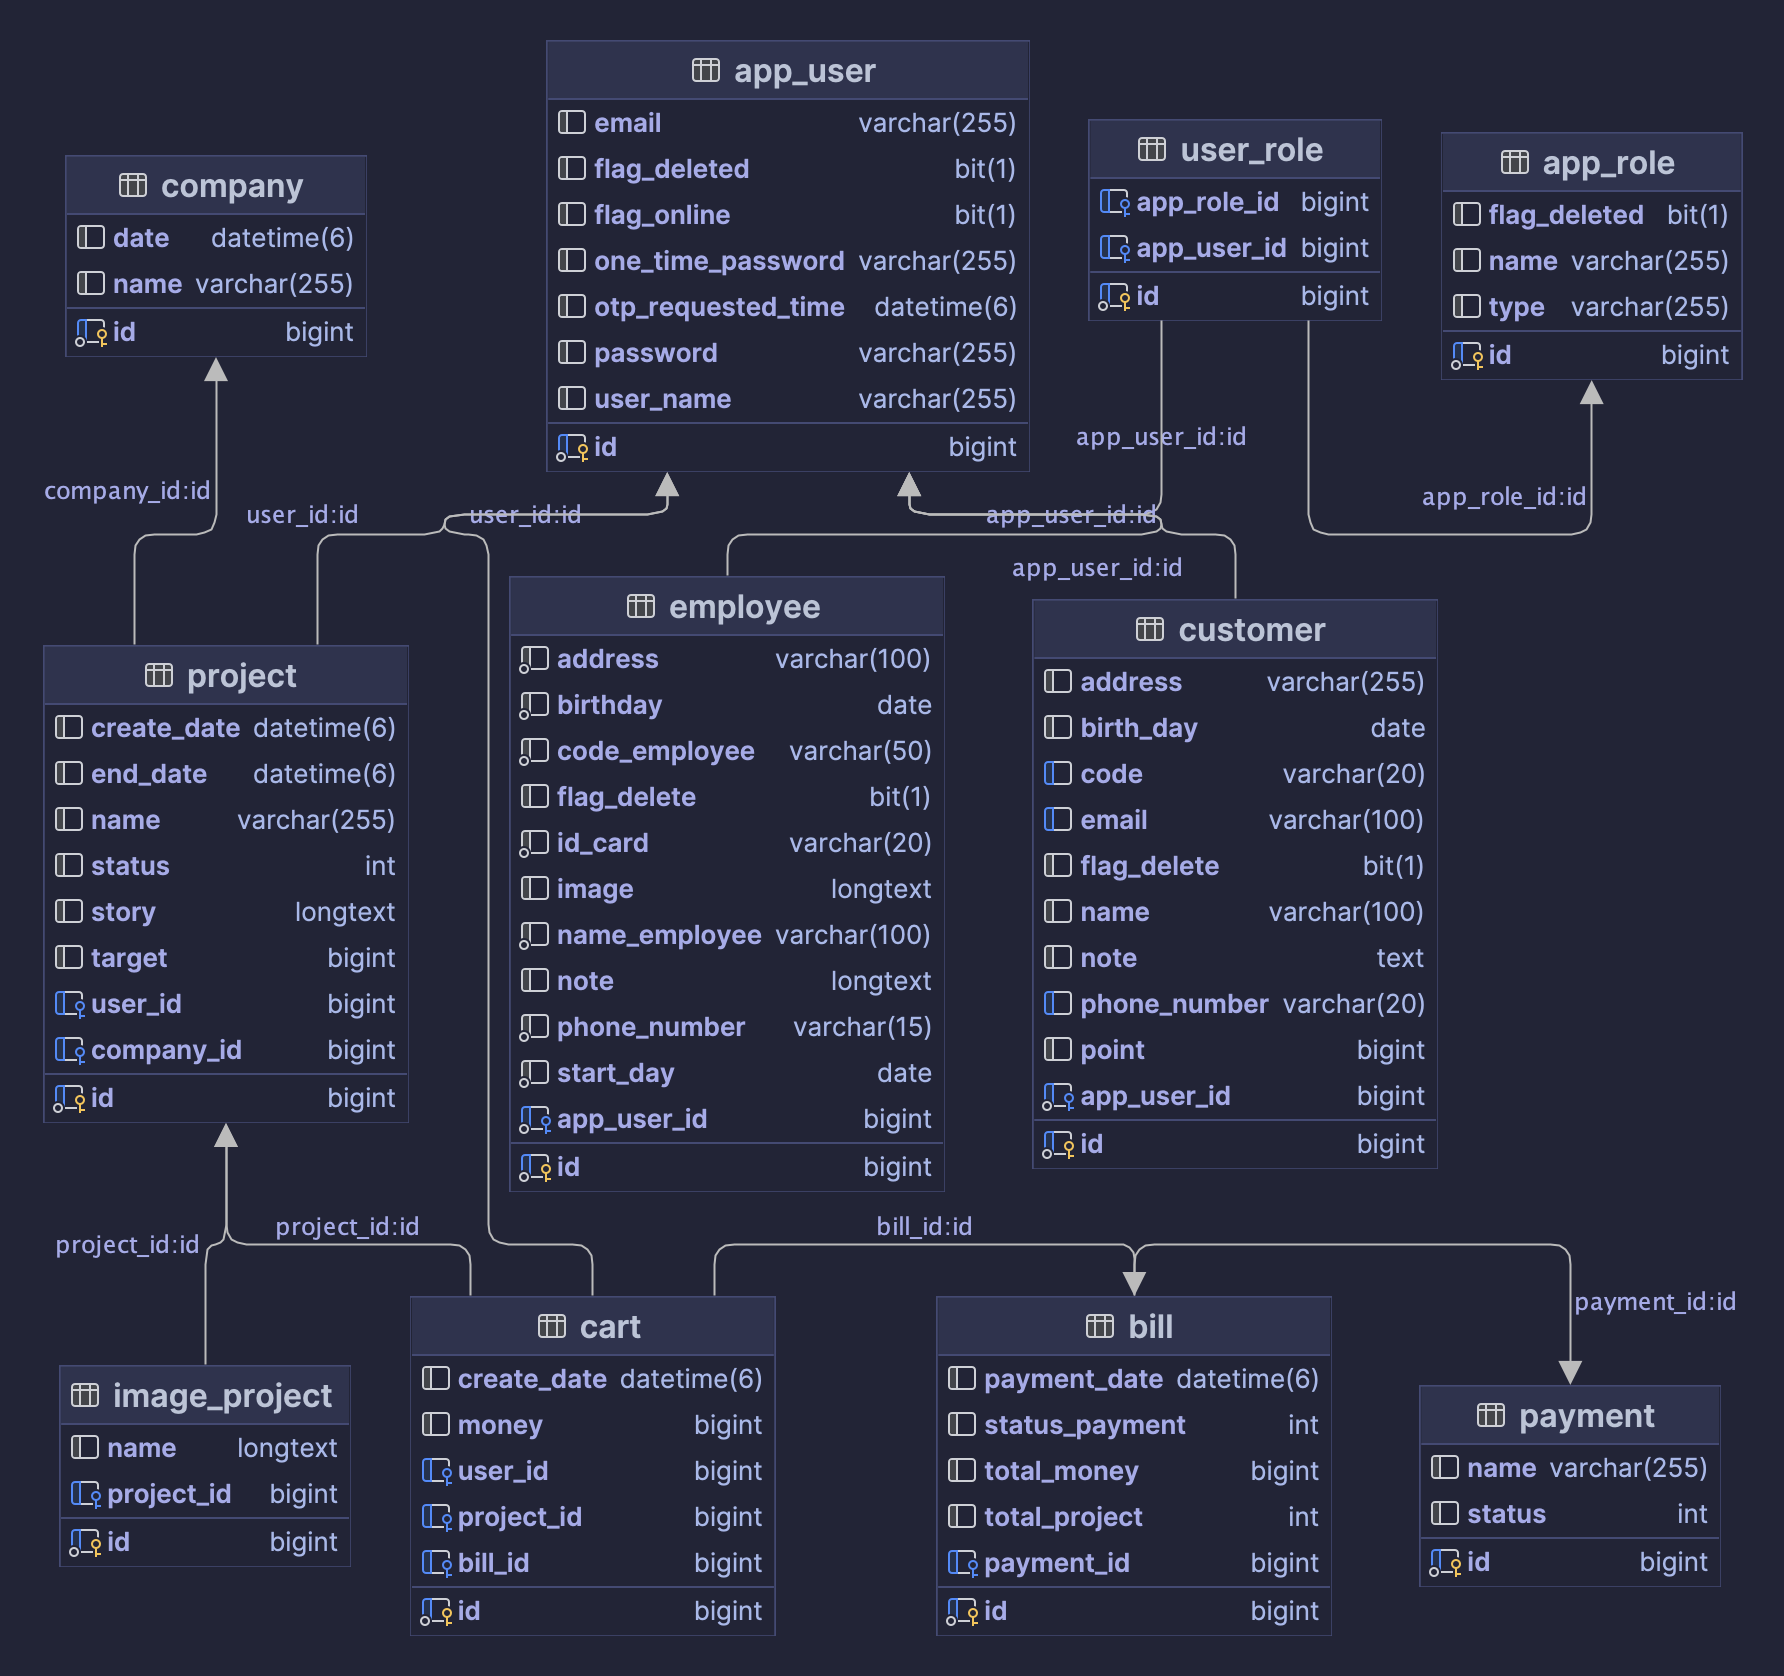 app_user
email varchar(255)
flag_deleted bit(1)
flag_online bit(1)
one_time_password varchar(255)
otp_requested_time datetime(6)
password varchar(255)
user_name varchar(255)
id bigint
user_role
app_role_id bigint
app_user_id bigint
id bigint
app_role
flag_deleted bit(1)
name varchar(255)
type varchar(255)
id bigint
company
date datetime(6)
name varchar(255)
id bigint
app_user_id:id
company_id:id
app_role_id:id
user_id:id
user_id:id
app_user_id:id
app_user_id:id
project
create_date datetime(6)
end_date datetime(6)
name varchar(255)
status int
story longtext
target bigint
user_id bigint
company_id bigint
id bigint
employee
address varchar(100)
birthday date
code_employee varchar(50)
flag_delete bit(1)
id_card varchar(20)
image longtext
name_employee varchar(100)
note longtext
phone_number varchar(15)
start_day date
app_user_id bigint
id bigint
customer
address varchar(255)
birth_day date
code varchar(20)
email varchar(100)
flag_delete bit(1)
name varchar(100)
note text
phone_number varchar(20)
point bigint
app_user_id bigint
id bigint
project_id:id
project_id:id
bill_id:id
payment_id:id
image_project
name longtext
project_id bigint
id bigint
cart
create_date datetime(6)
money bigint
user_id bigint
project_id bigint
bill_id bigint
id bigint
bill
payment_date datetime(6)
status_payment int
total_money bigint
total_project int
payment_id bigint
id bigint
payment
name varchar(255)
status int
id bigint